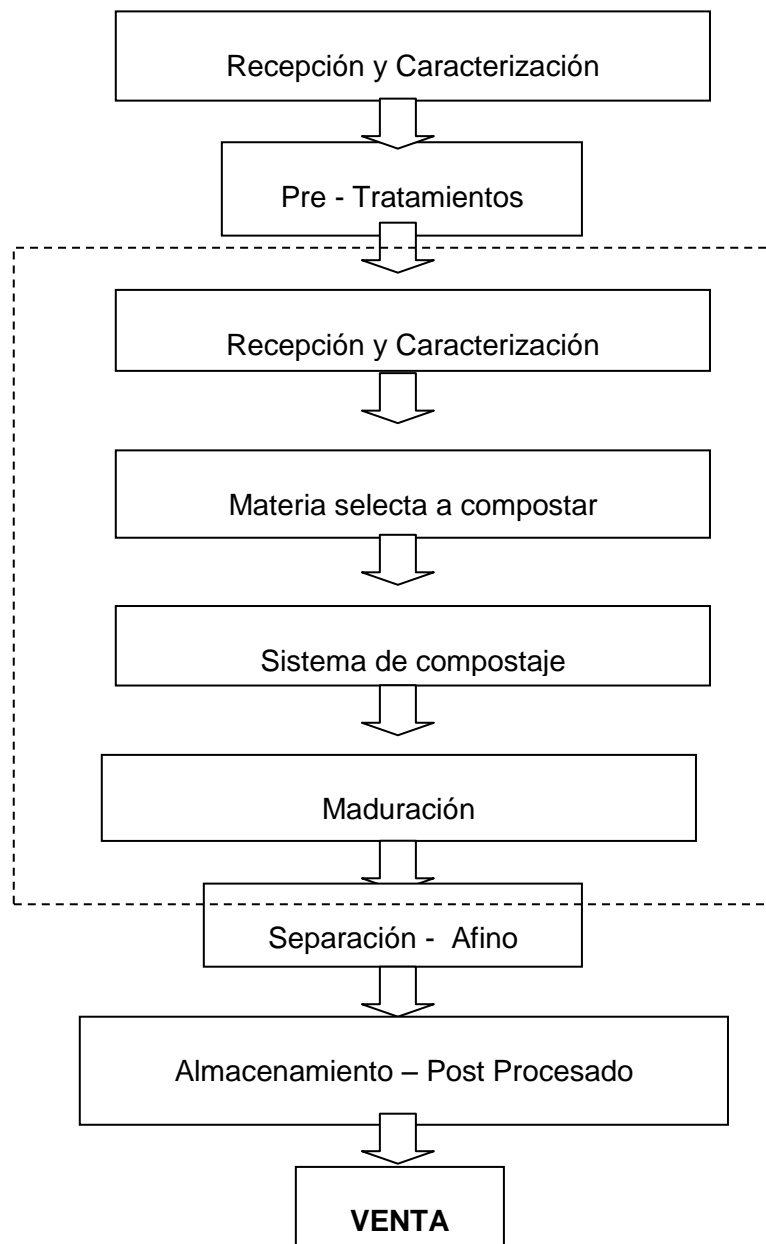 Recepción y Caracterización
Pre - Tratamientos
Recepción y Caracterización
Materia selecta a compostar
Sistema de compostaje
Maduración
Separación - Afino
Almacenamiento – Post Procesado
VENTA